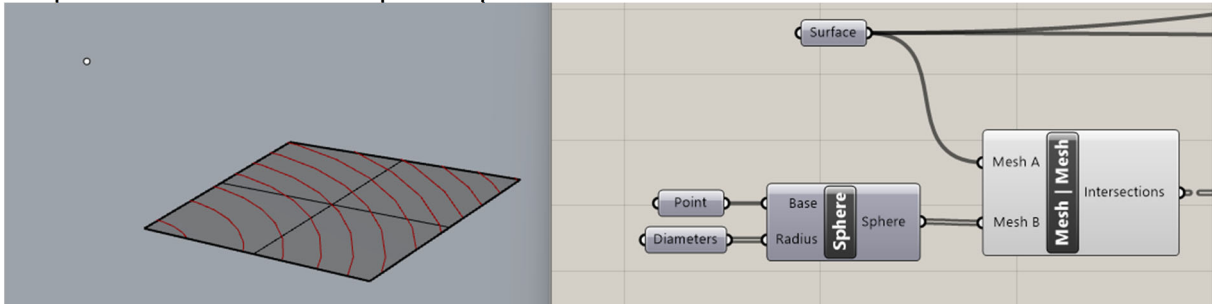 Surface
Mesh A
Mesh | Mesh
Intersections
Mesh B
Point
Diameters
Base
Radius
Sphere
Sphere